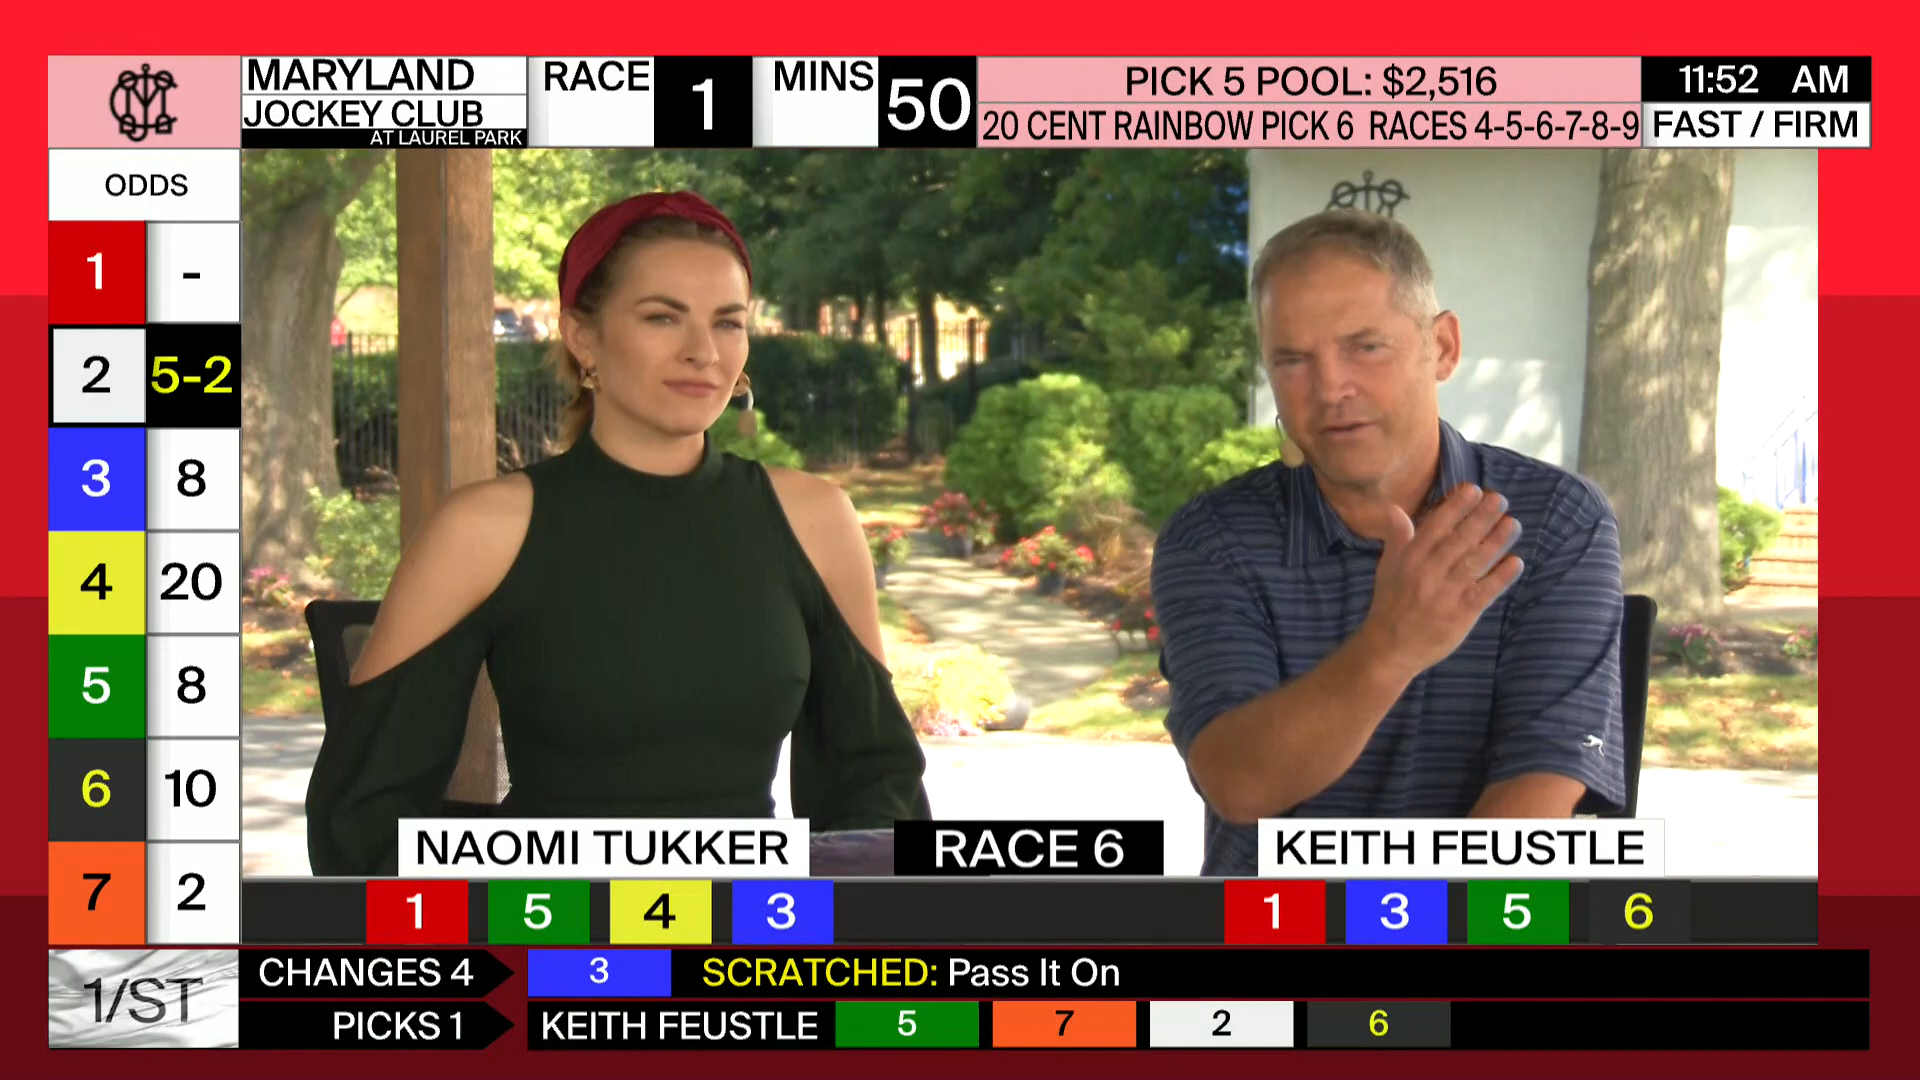 MARYLAND
JOCKEY CLUB
AT LAUREL PARK
RACE 1
MINS 50
PICK 5 POOL: $2,516
20 CENT RAINBOW PICK 6 RACES 4-5-6-7-8-9
11:52 AM
FAST / FIRM
ODDS
1 -
2 5-2
3 8
4 20
5 8
6 10
7 2
NAOMI TUKKER
RACE 6
KEITH FEUSTLE
1 5 4 3
1 3 5 6
1/ST
CHANGES 4 3 SCRATCHED: Pass It On
PICKS 1 KEITH FEUSTLE 5 7 2 6